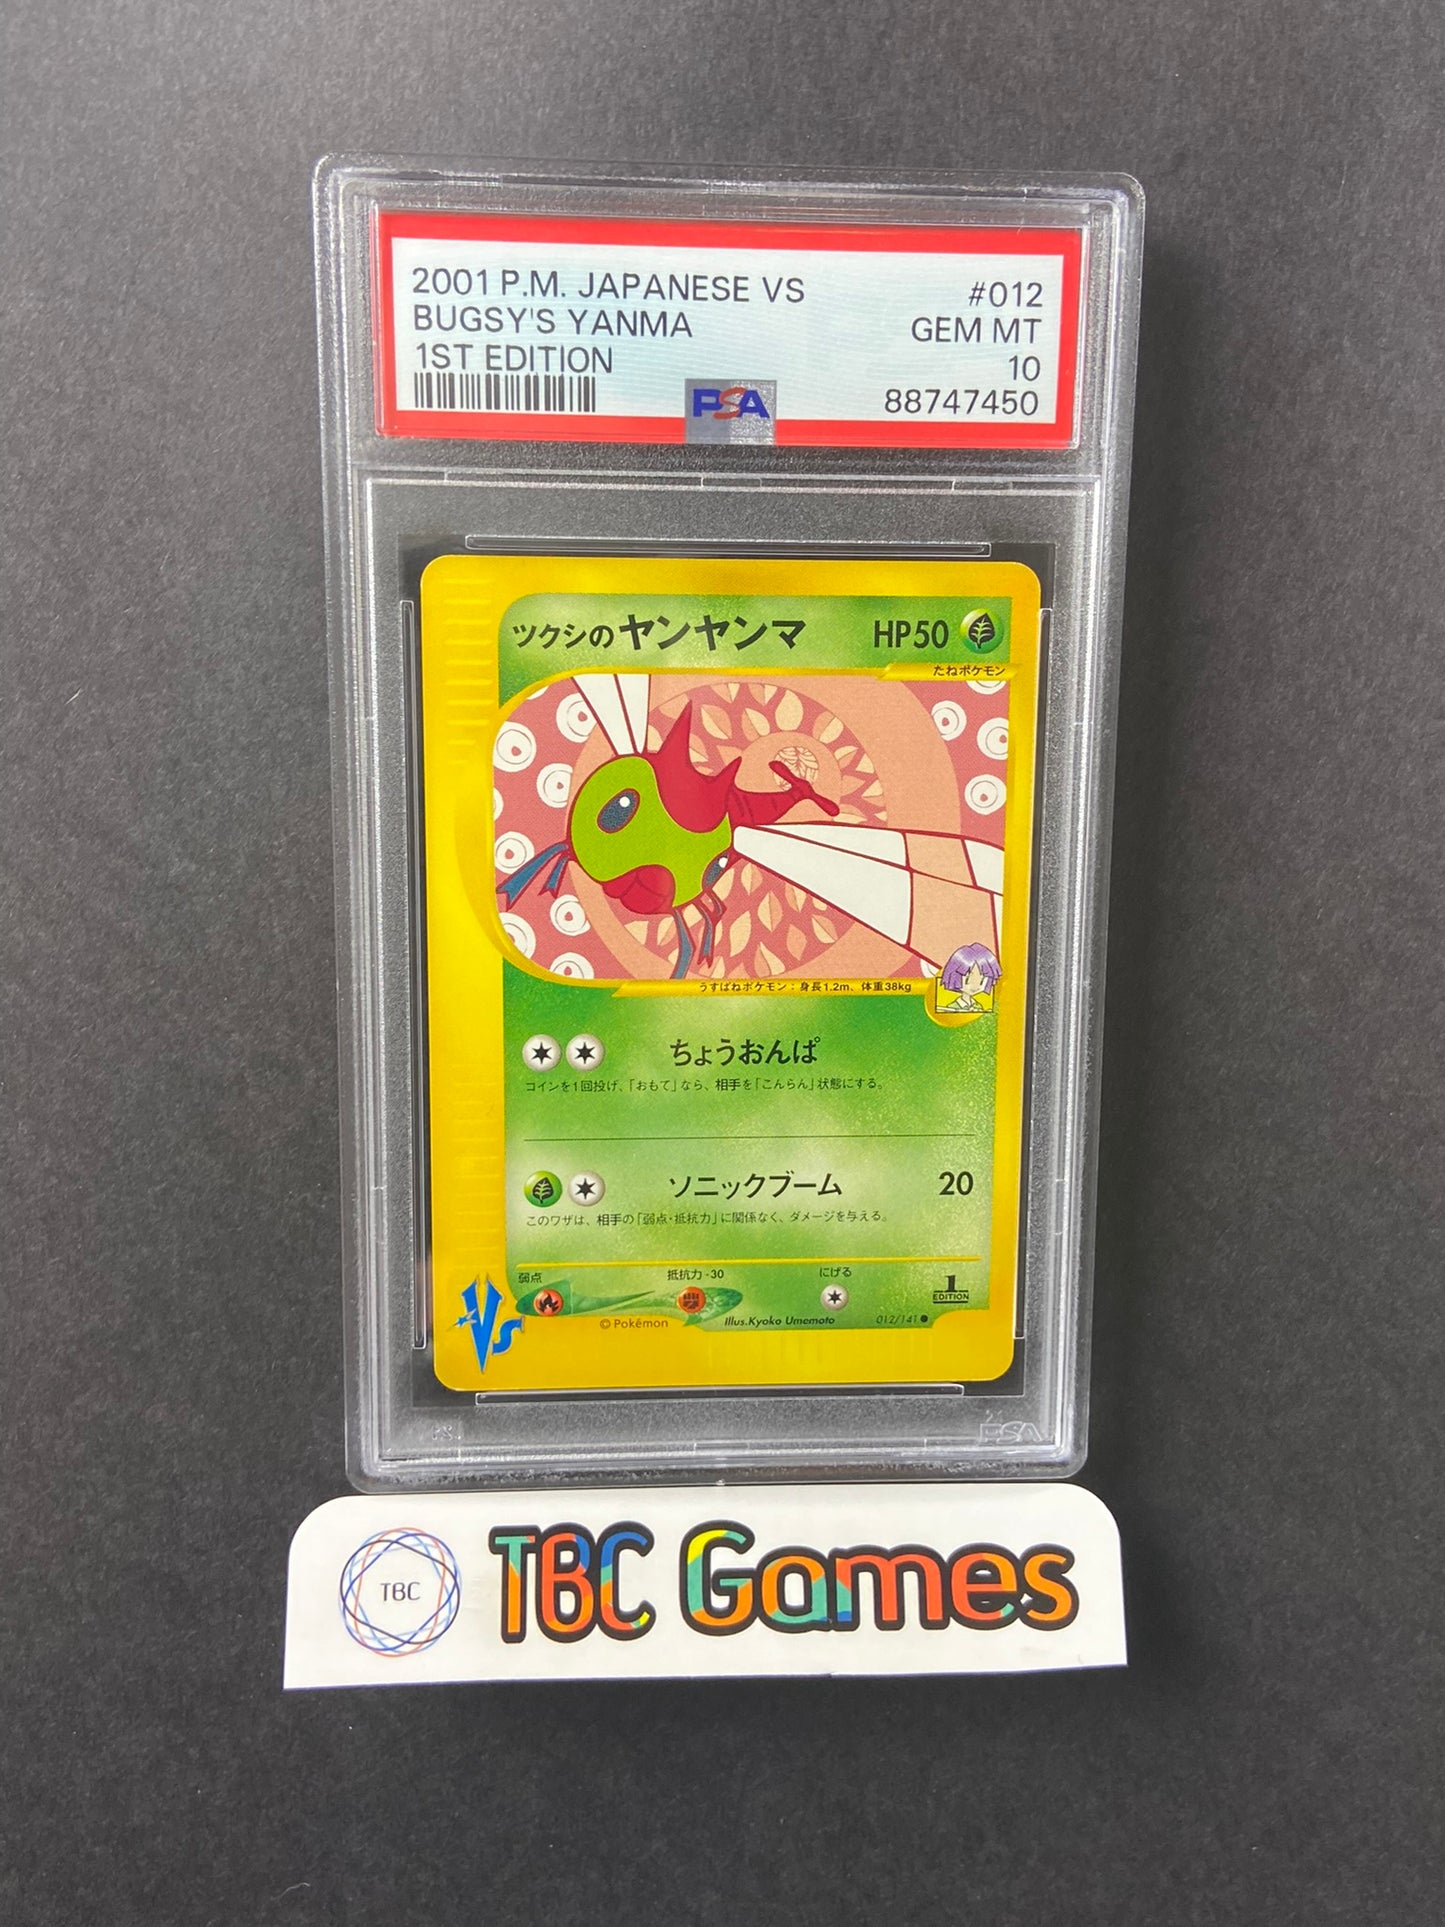 2001 P.M. JAPANESE VS #012
BUGSY'S YANMA GEM MT
1ST EDITION 10
88747450
PSA
ツクシのヤンヤンマ HP50
たねポケモン
うすばねポケモン：身長1.2m、体重38kg
ちょうおんぱ
コインを1回投げ、「おもて」なら、相手を「こんらん」状態にする。
ソニックブーム 20
このワザは、相手の「弱点・抵抗力」に関係なく、ダメージを与える。
弱点 抵抗力-30 にげる
1
EDITION
VS
©Pokémon Illus.Kyoko Umemoto 012/141
PSA
TBC TBC Games